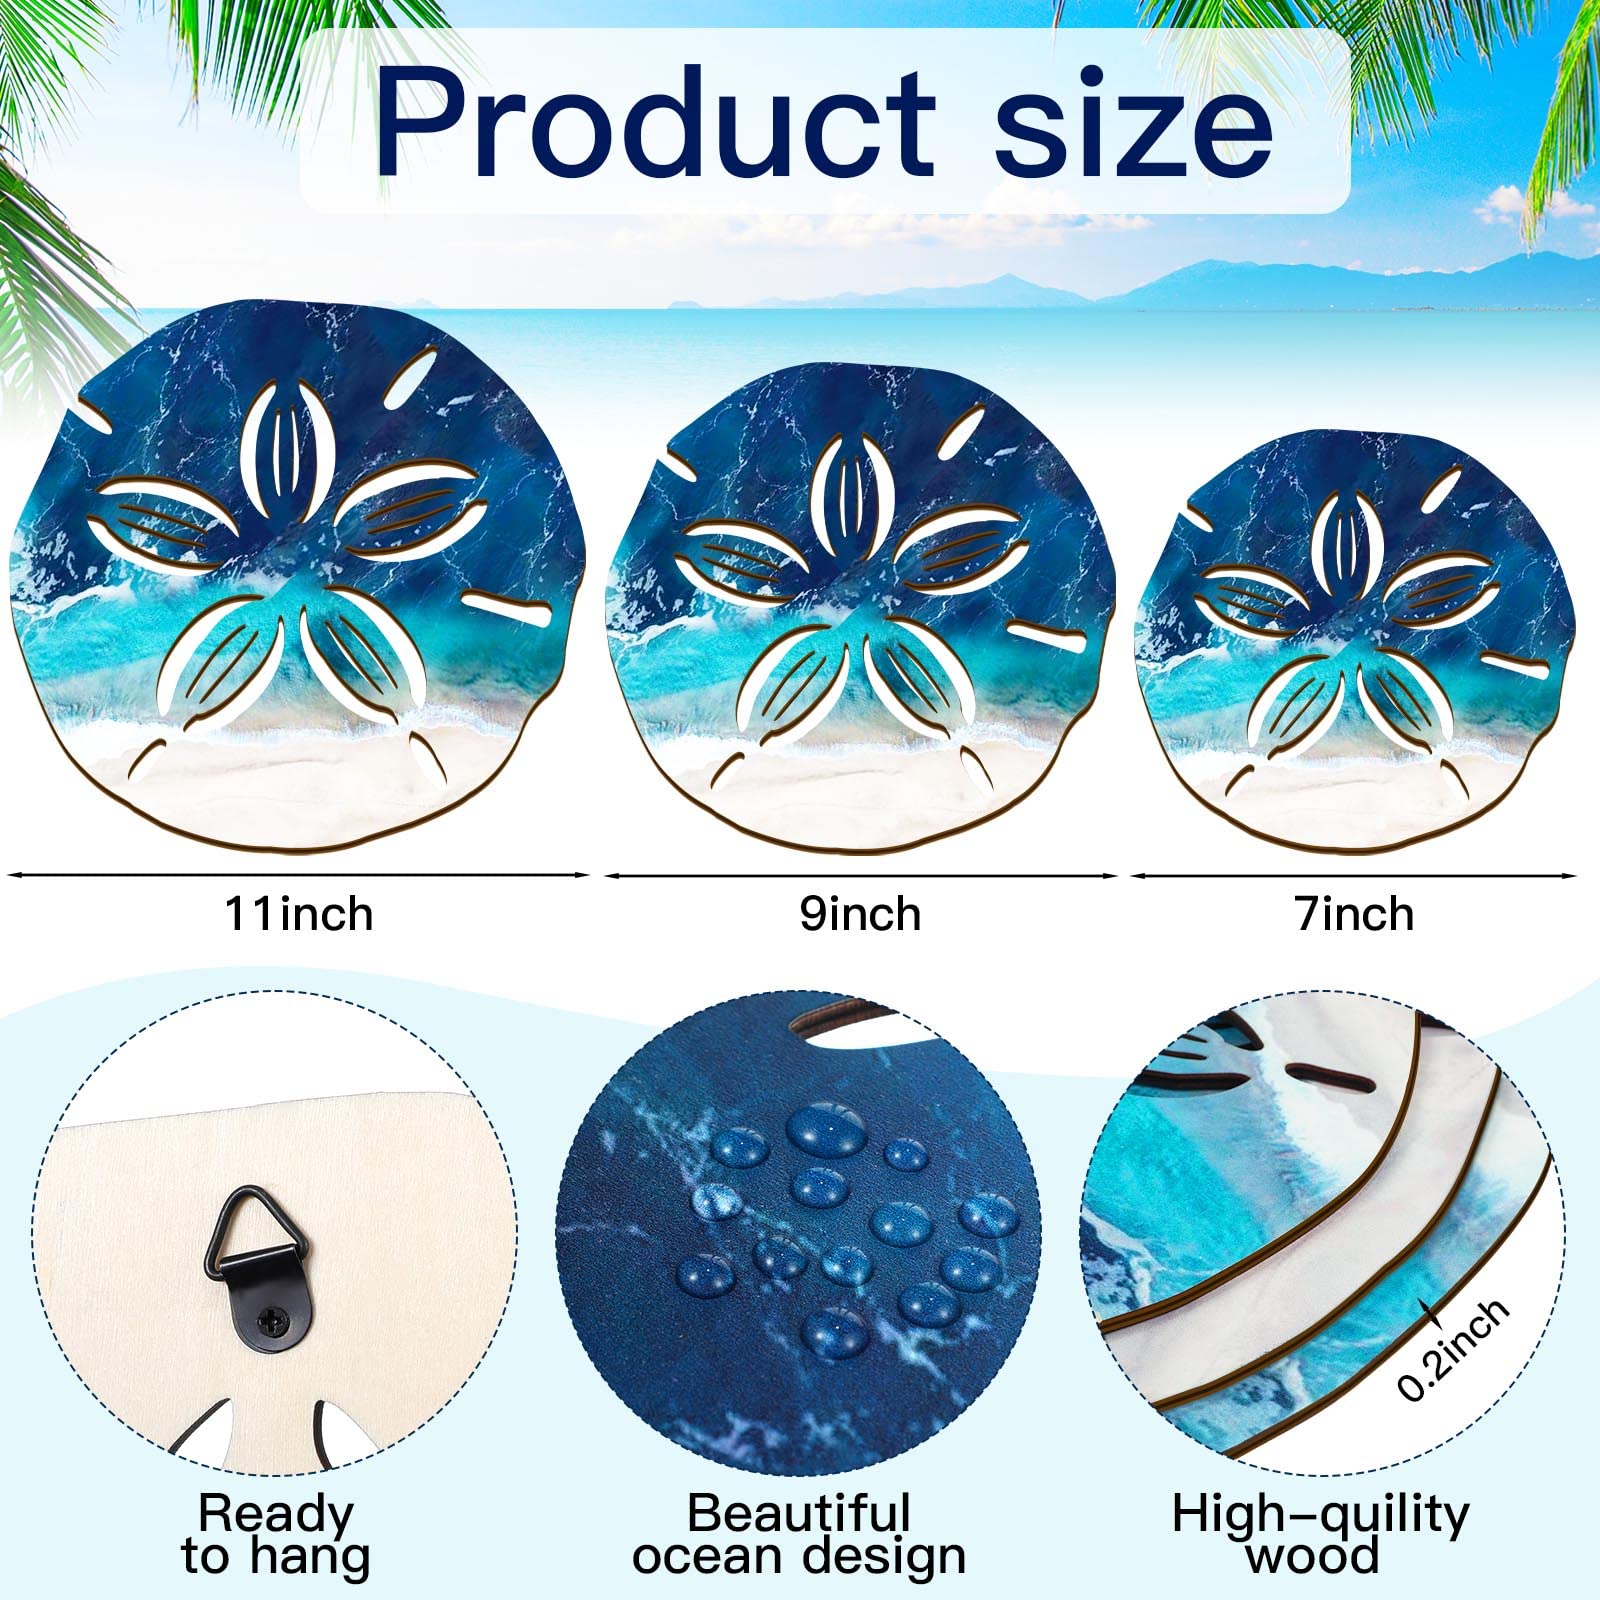 Product size
11inch
9inch
7inch
0.2inch
Ready
to hang
Beautiful
ocean design
High-quility
wood